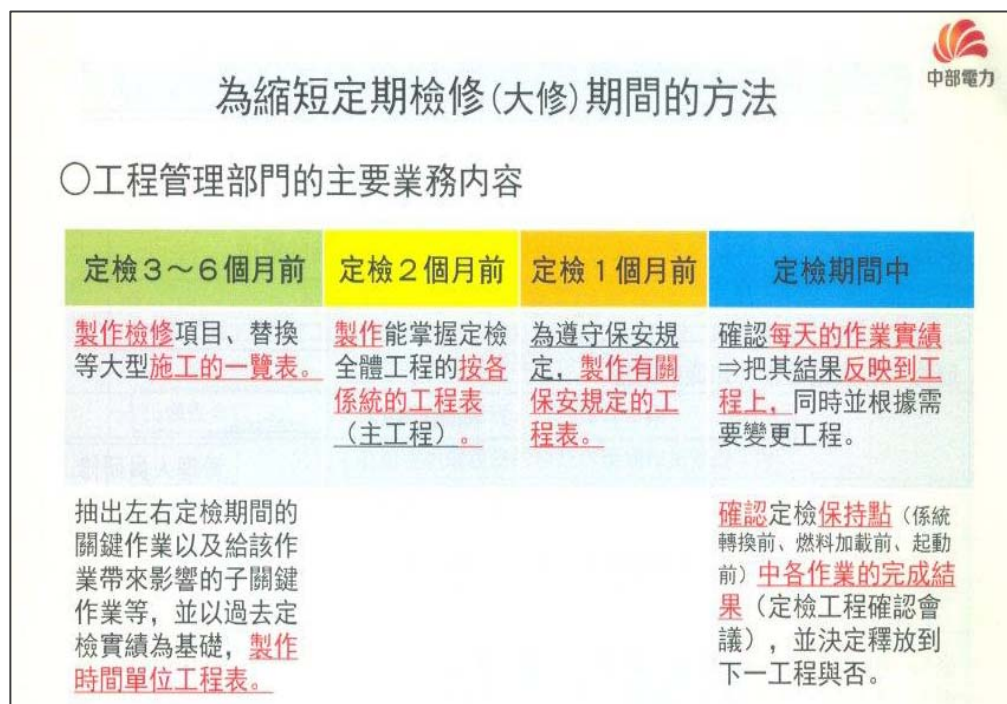 中部電力
為縮短定期檢修(大修)期間的方法
○工程管理部門的主要業務內容
定檢3～6個月前
定檢2個月前
定檢1個月前
定檢期間中
製作檢修項目、替換
等大型施工的一覽表。
製作能掌握定檢
全體工程的按各
係統的工程表
（主工程）。
為遵守保安規
定，製作有關
保安規定的工
程表。
確認每天的作業實績
⇒把其結果反映到工
程上，同時並根據需
要變更工程。
抽出左右定檢期間的
關鍵作業以及給該作
業帶來影響的子關鍵
作業等，並以過去定
檢實績為基礎，製作
時間單位工程表。
確認定檢保持點（係統
轉換前、燃料加載前、起動
前）中各作業的完成結
果（定檢工程確認會
議），並決定釋放到
下一工程與否。